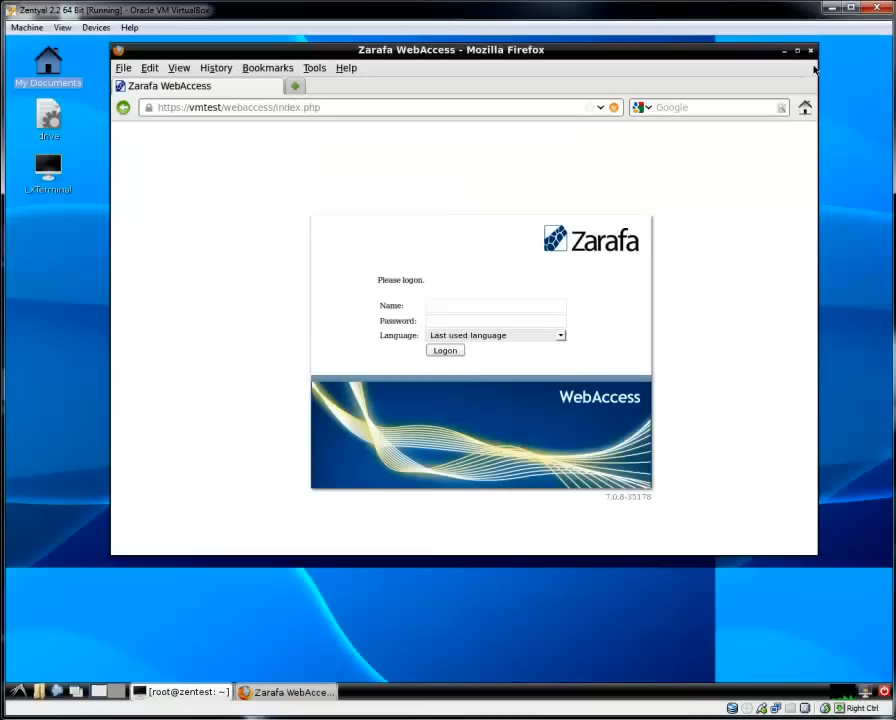 Zentyal 2.2 64 Bit [Running] - Oracle VM VirtualBox
Machine View Devices Help
My Documents
drive
LXTerminal
Zarafa WebAccess - Mozilla Firefox
File Edit View History Bookmarks Tools Help
Zarafa WebAccess
https://vmtest/webaccess/index.php
Google
Zarafa
Please logon.
Name:
Password:
Language: Last used language
Logon
WebAccess
7.0.8-35178
[root@zentest: ~]
Zarafa WebAcce...
Right Ctrl